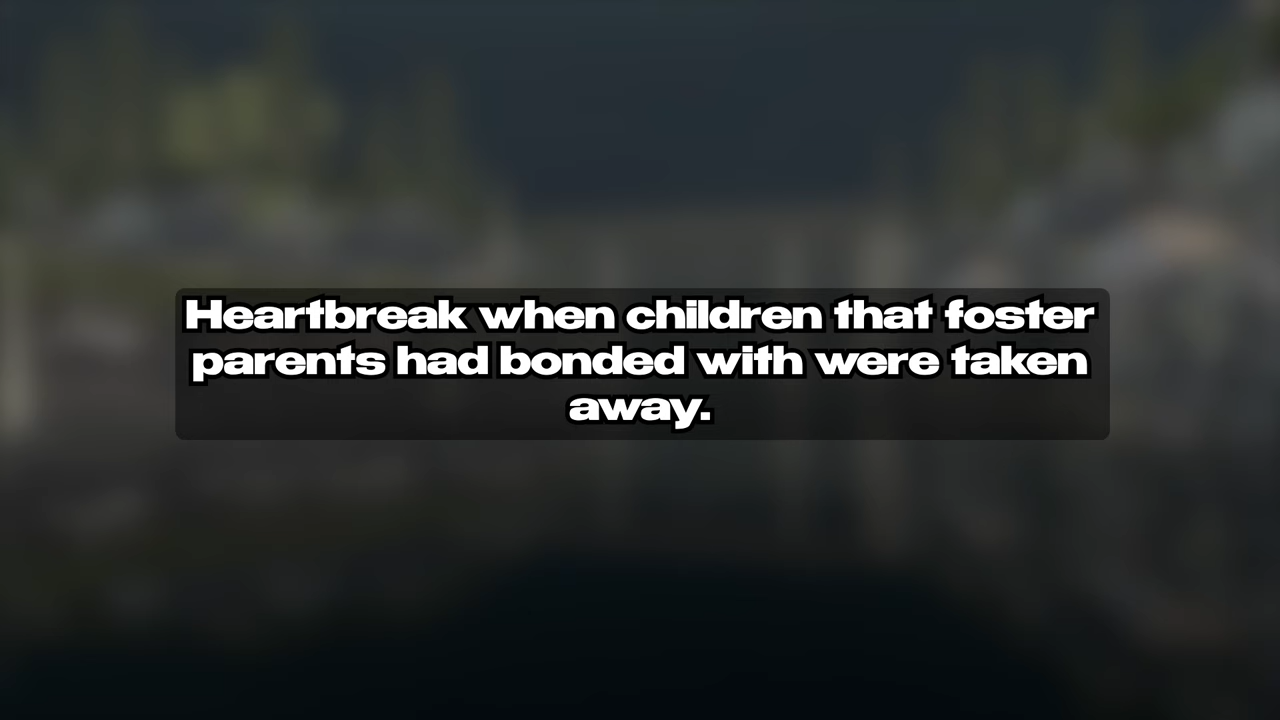 Heartbreak when children that foster
parents had bonded with were taken
away.